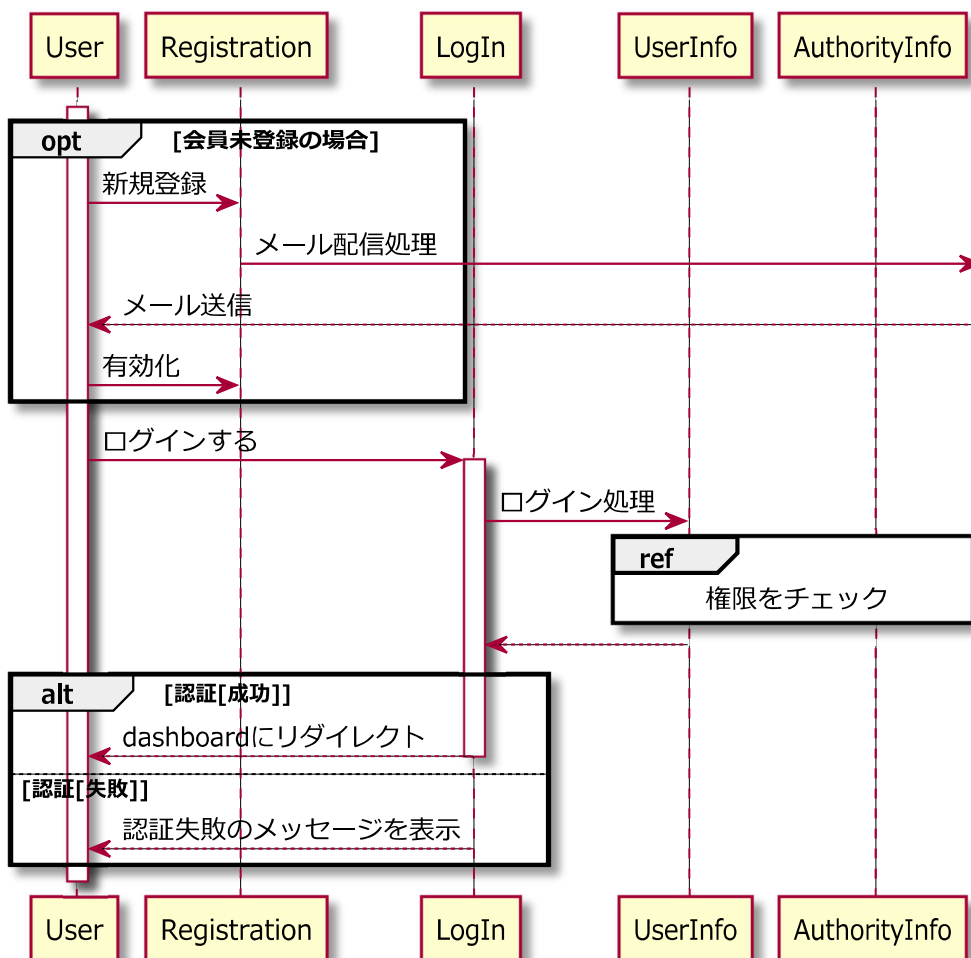 User Registration LogIn UserInfo AuthorityInfo
opt [会員未登録の場合]
新規登録
メール配信処理
メール送信
有効化
ログインする
ログイン処理
ref
権限をチェック
alt [認証[成功]]
dashboardにリダイレクト
[認証[失敗]]
認証失敗のメッセージを表示
User Registration LogIn UserInfo AuthorityInfo